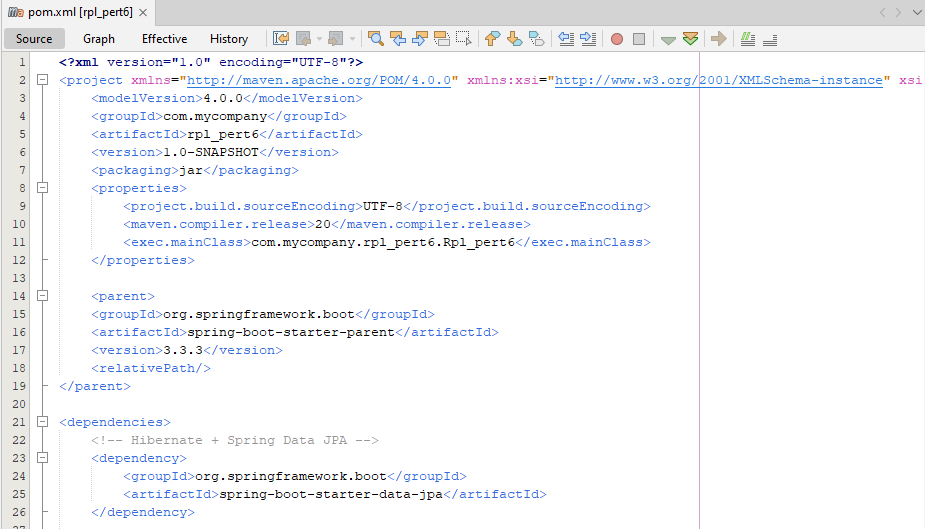 pom.xml [rpl_pert6]
Source Graph Effective History
1 <?xml version="1.0" encoding="UTF-8"?>
2 <project xmlns="http://maven.apache.org/POM/4.0.0" xmlns:xsi="http://www.w3.org/2001/XMLSchema-instance" xsi
3 <modelVersion>4.0.0</modelVersion>
4 <groupId>com.mycompany</groupId>
5 <artifactId>rpl_pert6</artifactId>
6 <version>1.0-SNAPSHOT</version>
7 <packaging>jar</packaging>
8 <properties>
9 <project.build.sourceEncoding>UTF-8</project.build.sourceEncoding>
10 <maven.compiler.release>20</maven.compiler.release>
11 <exec.mainClass>com.mycompany.rpl_pert6.Rpl_pert6</exec.mainClass>
12 </properties>
13
14 <parent>
15 <groupId>org.springframework.boot</groupId>
16 <artifactId>spring-boot-starter-parent</artifactId>
17 <version>3.3.3</version>
18 <relativePath/>
19 </parent>
20
21 <dependencies>
22 <!-- Hibernate + Spring Data JPA -->
23 <dependency>
24 <groupId>org.springframework.boot</groupId>
25 <artifactId>spring-boot-starter-data-jpa</artifactId>
26 </dependency>